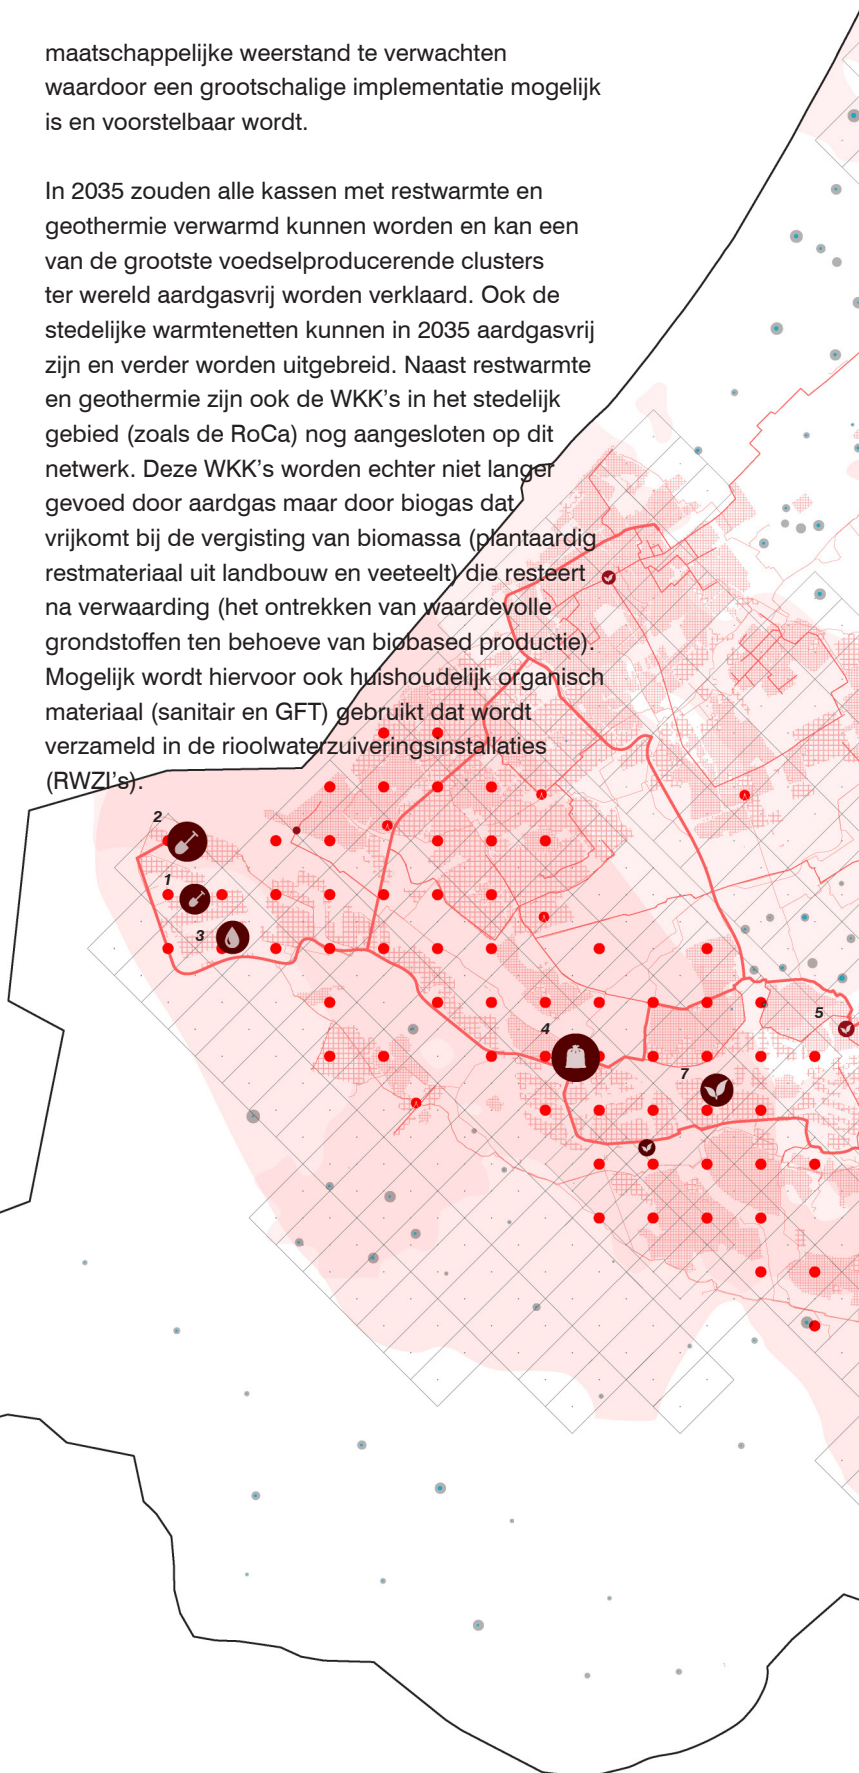 maatschappelijke weerstand te verwachten
waardoor een grootschalige implementatie mogelijk
is en voorstelbaar wordt.
In 2035 zouden alle kassen met restwarmte en
geothermie verwarmd kunnen worden en kan een
van de grootste voedselproducerende clusters
ter wereld aardgasvrij worden verklaard. Ook de
stedelijke warmtenetten kunnen in 2035 aardgasvrij
zijn en verder worden uitgebreid. Naast restwarmte
en geothermie zijn ook de WKK’s in het stedelijk
gebied (zoals de RoCa) nog aangesloten op dit
netwerk. Deze WKK’s worden echter niet langer
gevoed door aardgas maar door biogas dat
vrijkomt bij de vergisting van biomassa (plantaardig
restmateriaal uit landbouw en veeteelt) die resteert
na verwaarding (het ontrekken van waardevolle
grondstoffen ten behoeve van biobased productie).
Mogelijk wordt hiervoor ook huishoudelijk organisch
materiaal (sanitair en GFT) gebruikt dat wordt
verzameld in de rioolwaterzuiveringsinstallaties
(RWZI’s).
2
1
3
5
4
7